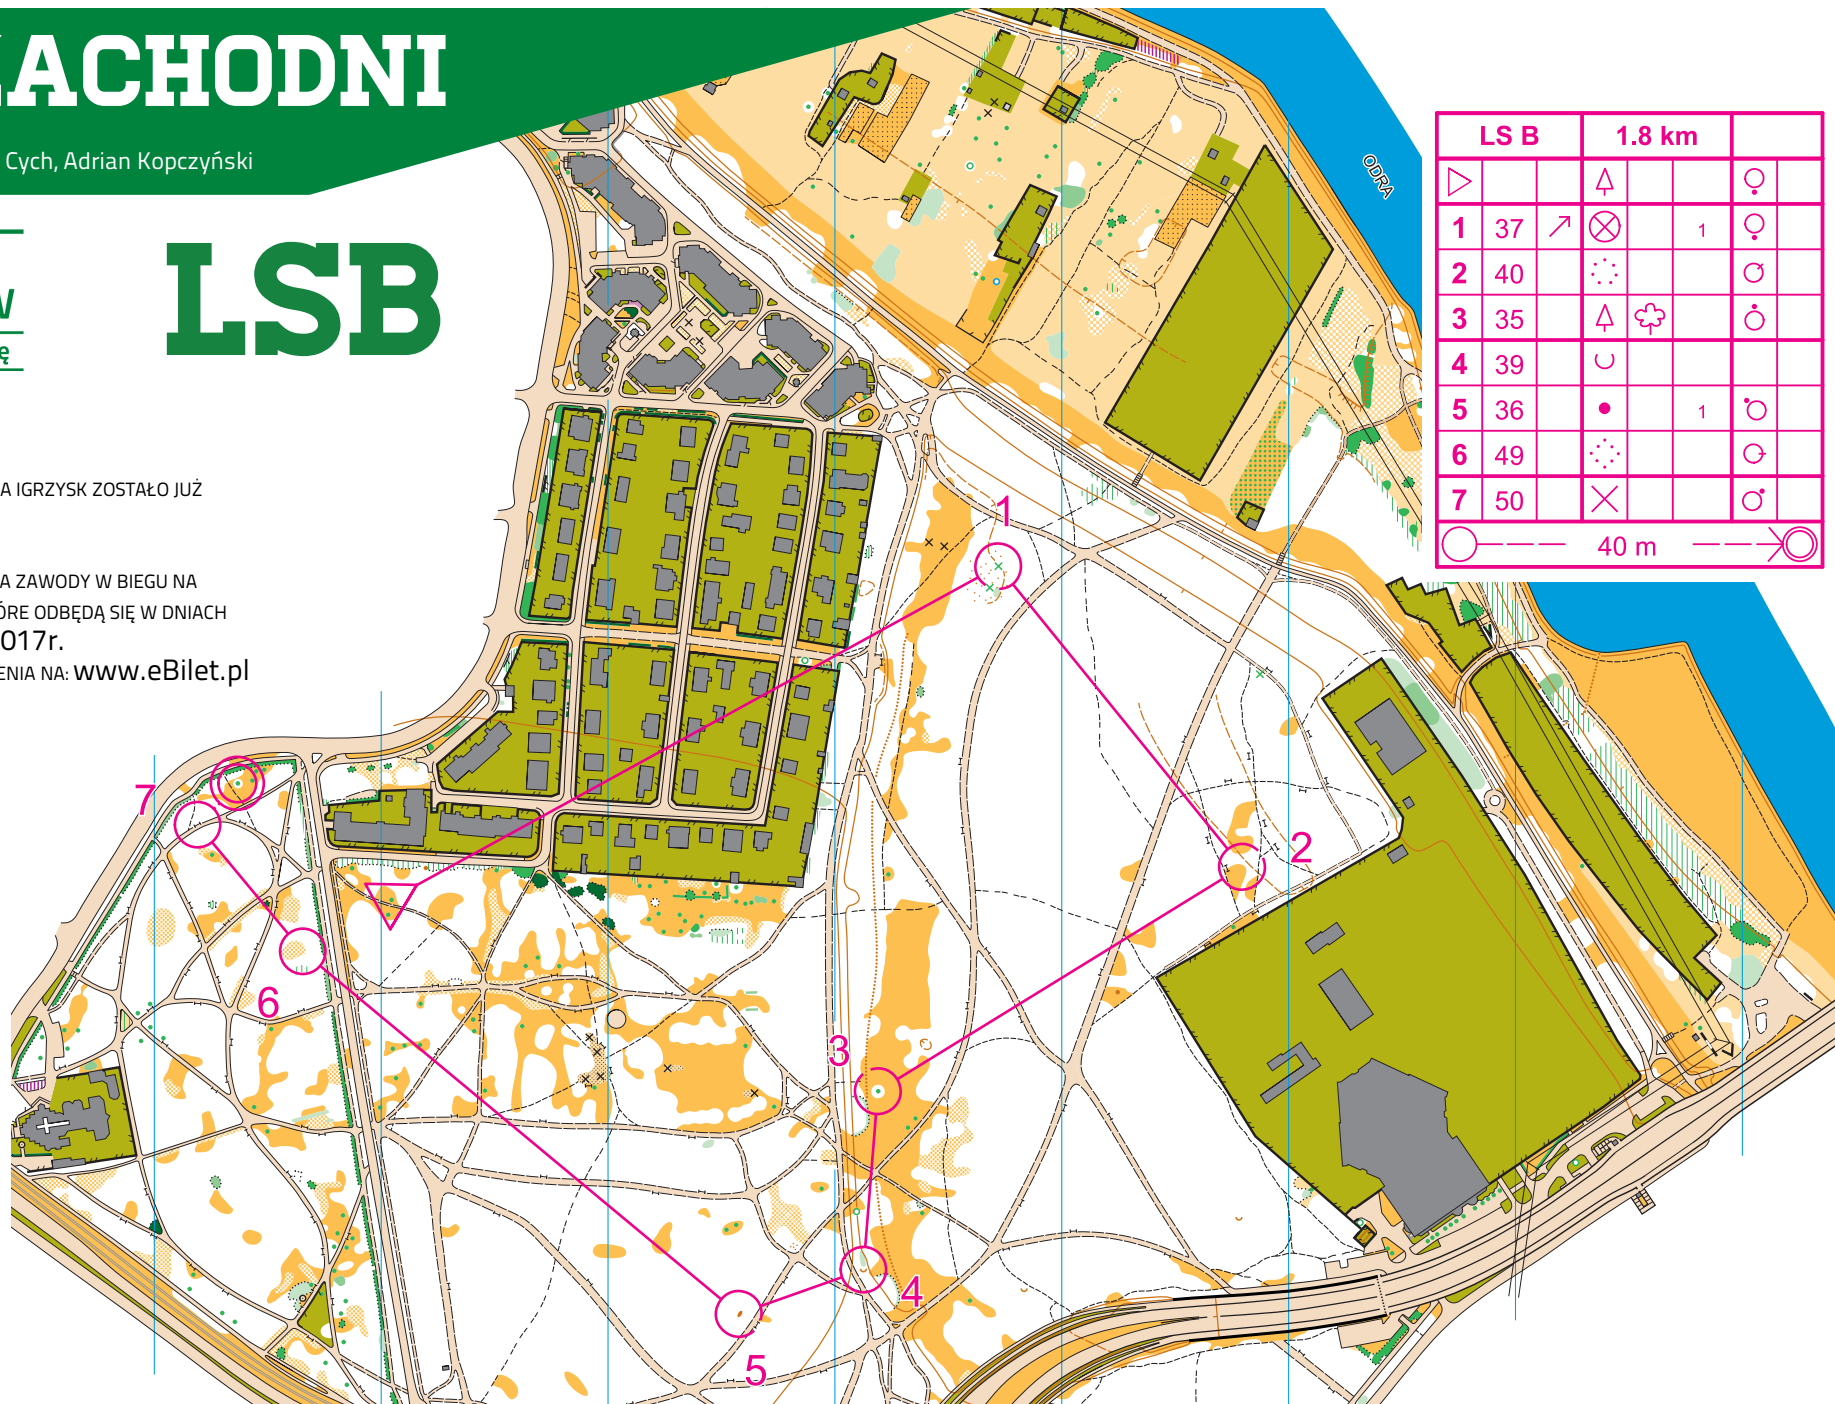 ZACHODNI
Cych, Adrian Kopczyński
W
ę
LSB
A IGRZYSK ZOSTAŁO JUŻ
A ZAWODY W BIEGU NA
ÓRE ODBĘDĄ SIĘ W DNIACH
017r.
ENIA NA: www.eBilet.pl
ODRA
LS B 1.8 km
1 37 1
2 40
3 35
4 39
5 36 1
6 49
7 50
40 m
1
2
3
4
5
6
7